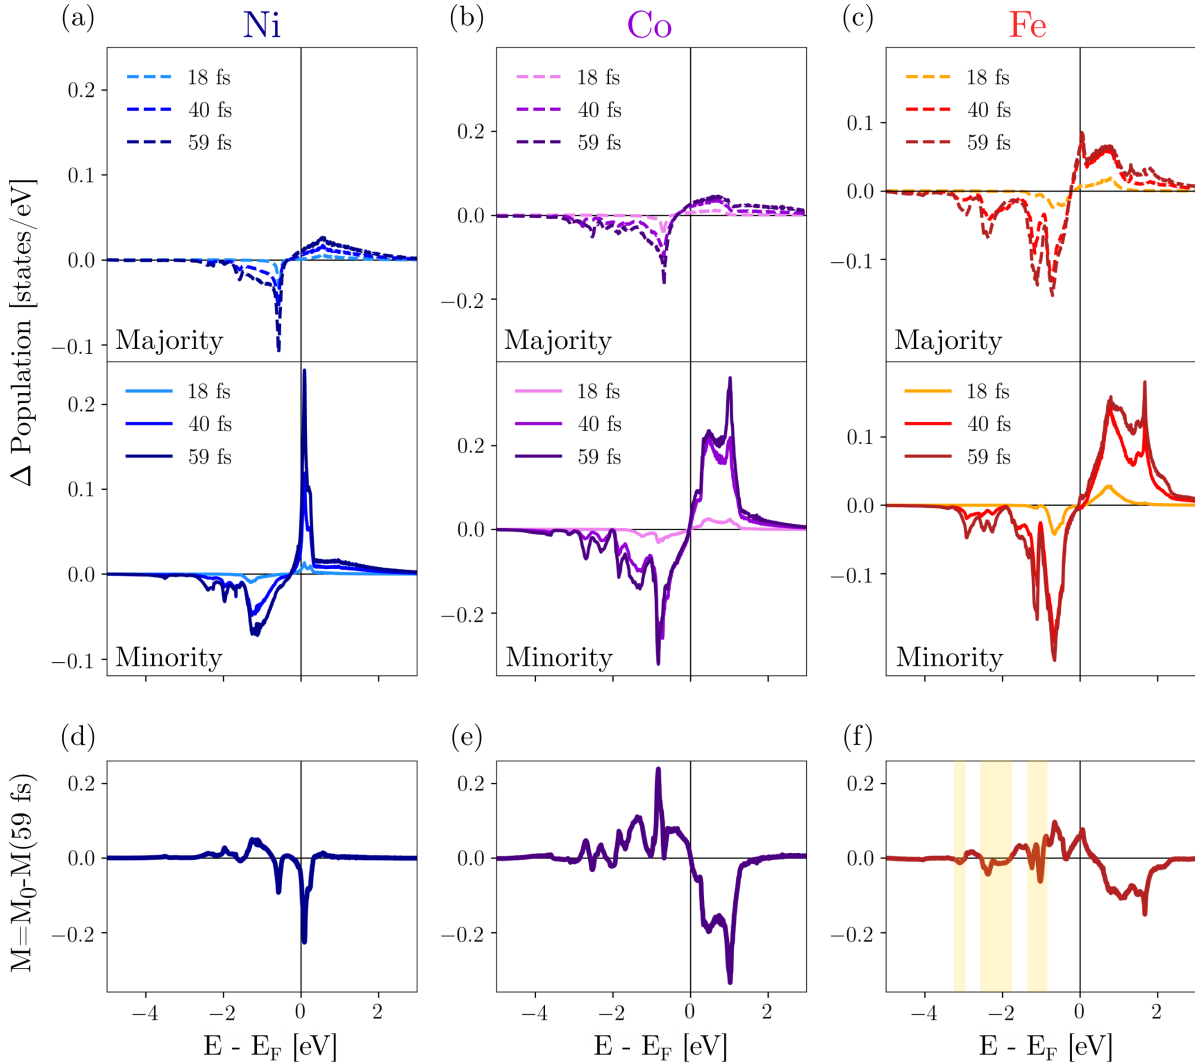 (a)
Ni
(b)
Co
(c)
Fe
Δ Population [states/eV]
0.2
0.1
0.0
−0.1
18 fs
40 fs
59 fs
Majority
0.2
0.0
−0.2
18 fs
40 fs
59 fs
Majority
0.1
0.0
−0.1
18 fs
40 fs
59 fs
Majority
0.2
0.1
0.0
−0.1
18 fs
40 fs
59 fs
Minority
0.2
0.0
−0.2
18 fs
40 fs
59 fs
Minority
0.1
0.0
−0.1
18 fs
40 fs
59 fs
Minority
(d)
(e)
(f)
M=M₀-M(59 fs)
0.2
0.0
−0.2
−4
−2
0
2
E - E_F [eV]
0.2
0.0
−0.2
−4
−2
0
2
E - E_F [eV]
0.2
0.0
−0.2
−4
−2
0
2
E - E_F [eV]